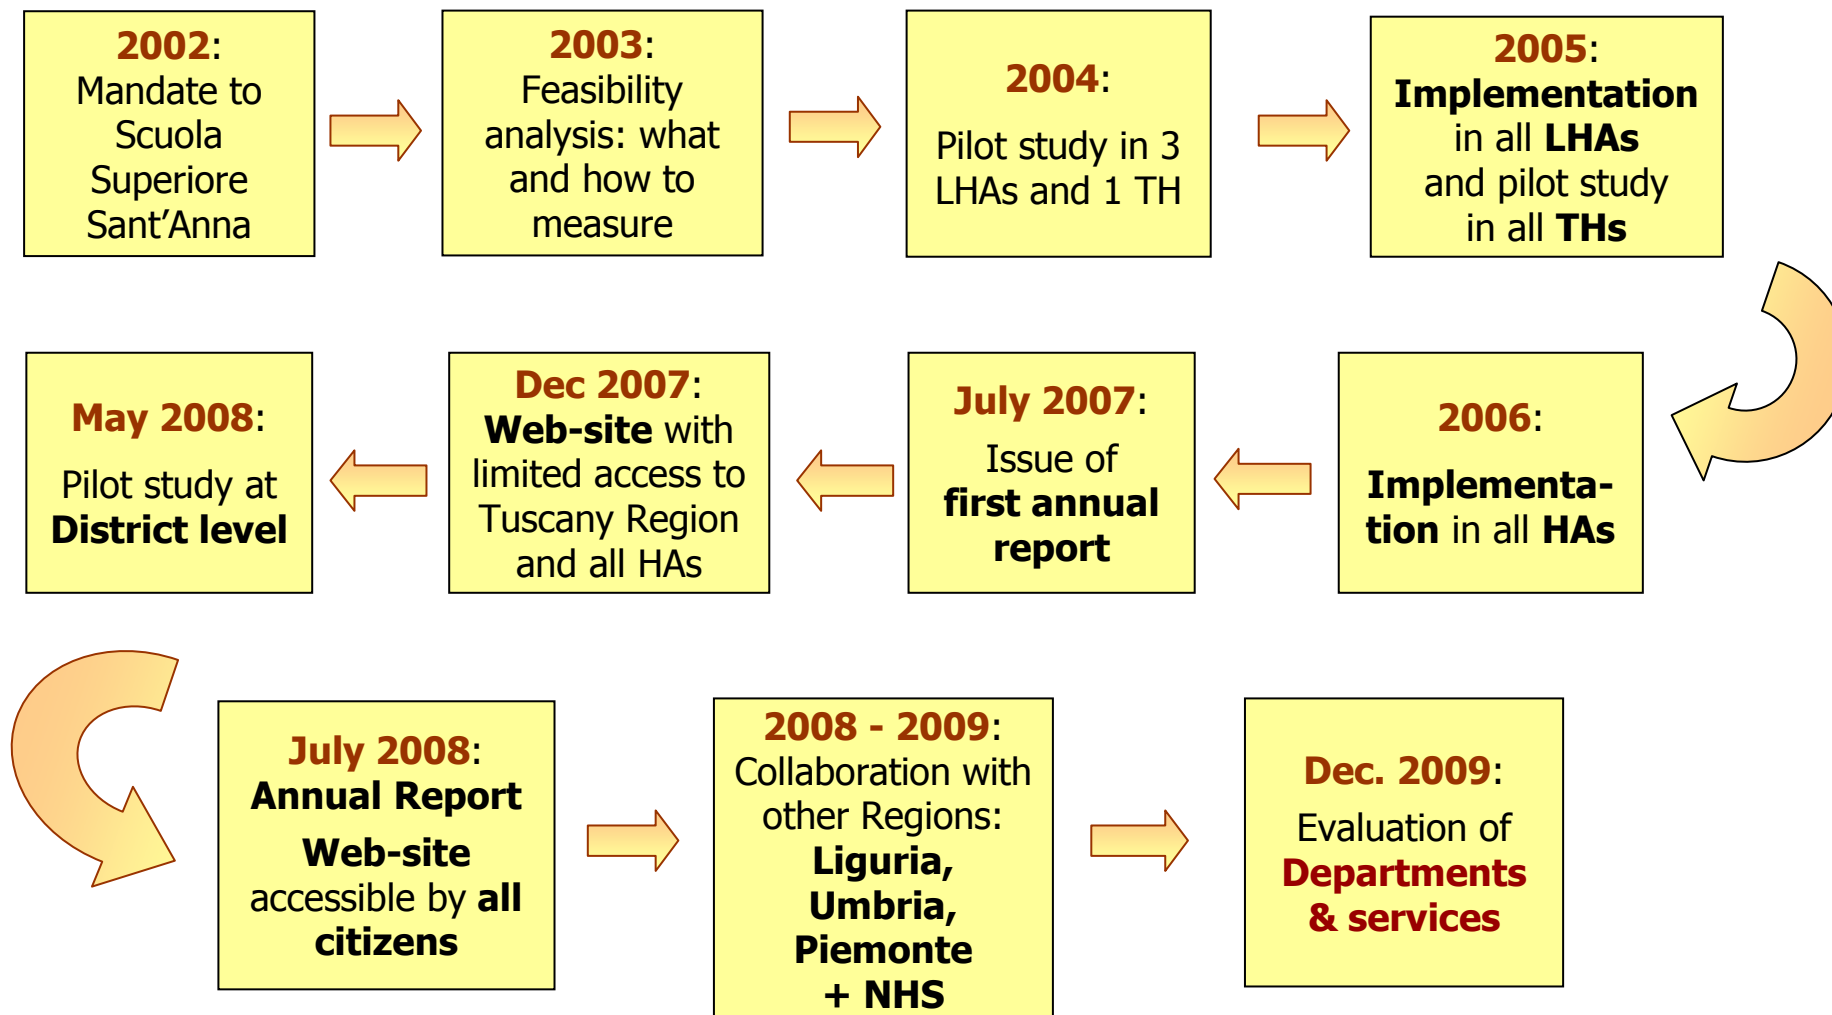 2002:
Mandate to
Scuola
Superiore
Sant’Anna
2003:
Feasibility
analysis: what
and how to
measure
2004:
Pilot study in 3
LHAs and 1 TH
2005:
Implementation
in all LHAs
and pilot study
in all THs
2006:
Implementa-
tion in all HAs
July 2007:
Issue of
first annual
report
Dec 2007:
Web-site with
limited access to
Tuscany Region
and all HAs
May 2008:
Pilot study at
District level
July 2008:
Annual Report
Web-site
accessible by all
citizens
2008 - 2009:
Collaboration with
other Regions:
Liguria,
Umbria,
Piemonte
+ NHS
Dec. 2009:
Evaluation of
Departments
& services